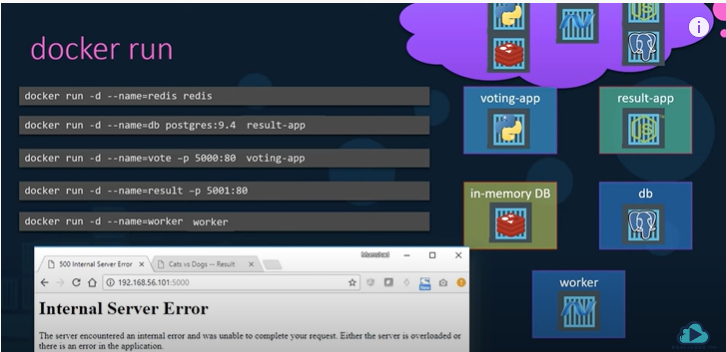 docker run
docker run -d --name=redis redis
docker run -d --name=db postgres:9.4 result-app
docker run -d --name=vote -p 5000:80 voting-app
docker run -d --name=result -p 5001:80
docker run -d --name=worker worker
i
voting-app
result-app
in-memory DB
db
worker
500 Internal Server Error
Cats vs Dogs -- Result
192.168.56.101:5000
Internal Server Error
The server encountered an internal error and was unable to complete your request. Either the server is overloaded or
there is an error in the application.